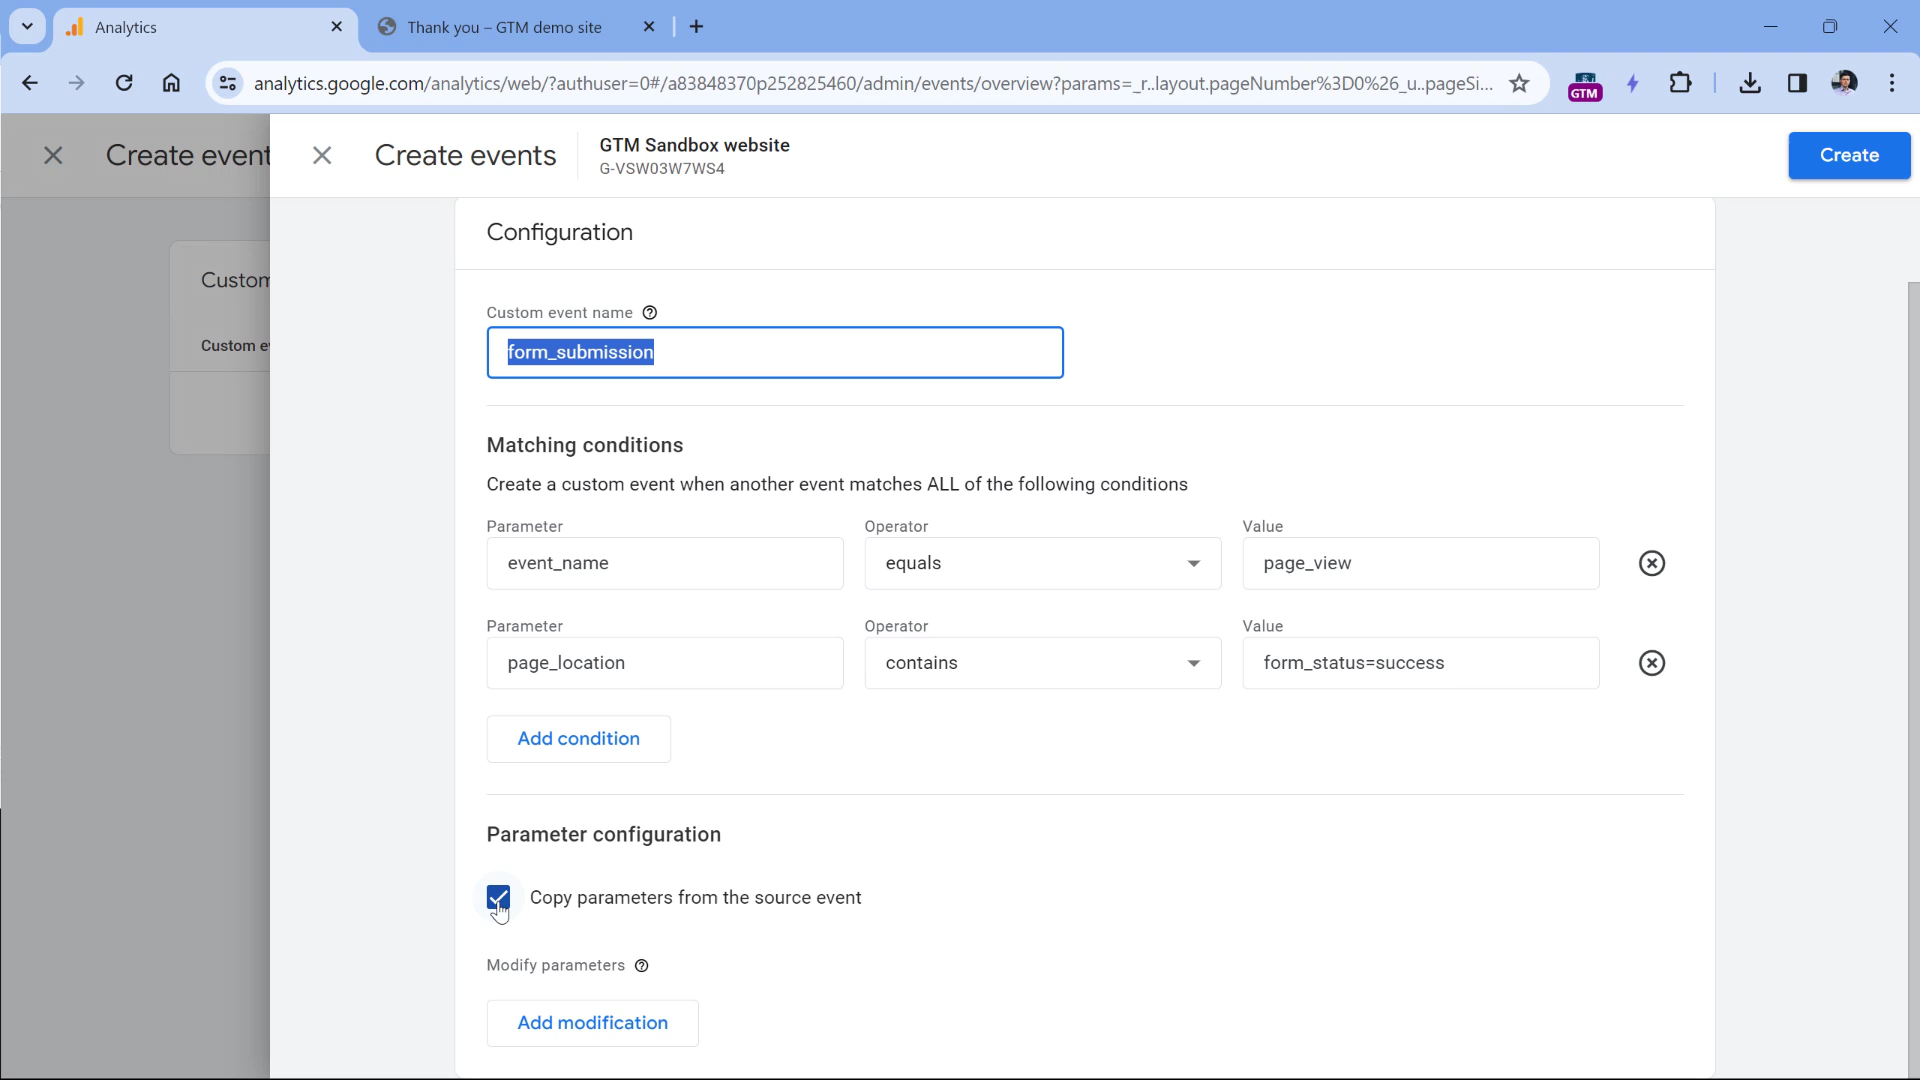 Analytics
Thank you – GTM demo site
analytics.google.com/analytics/web/?authuser=0#/a83848370p252825460/admin/events/overview?params=_r..layout.pageNumber%3D0%26_u..pageSi...
GTM
Create event
Create events
GTM Sandbox website
G-VSW03W7WS4
Create
Custom
Custom e
Configuration
Custom event name
form_submission
Matching conditions
Create a custom event when another event matches ALL of the following conditions
Parameter Operator Value
event_name equals page_view
Parameter Operator Value
page_location contains form_status=success
Add condition
Parameter configuration
Copy parameters from the source event
Modify parameters
Add modification